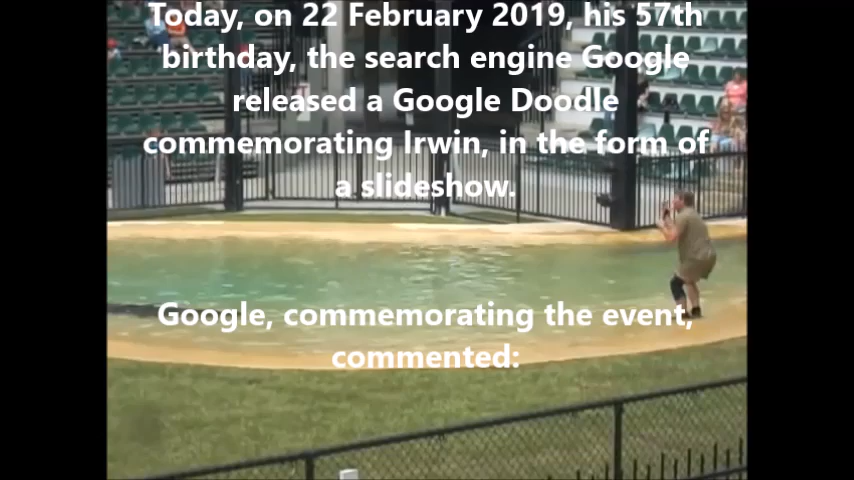 Today, on 22 February 2019, his 57th
birthday, the search engine Google
released a Google Doodle
commemorating Irwin, in the form of
a slideshow.
Google, commemorating the event,
commented: